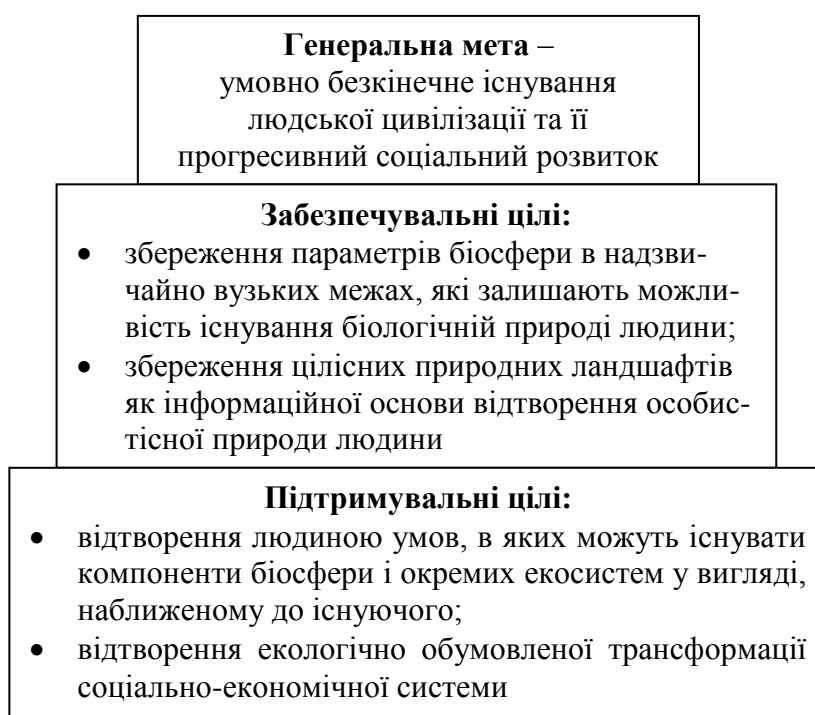 Генеральна мета –
умовно безкінечне існування
людської цивілізації та її
прогресивний соціальний розвиток
Забезпечувальні цілі:
• збереження параметрів біосфери в надзви-
чайно вузьких межах, які залишають можли-
вість існування біологічній природі людини;
• збереження цілісних природних ландшафтів
як інформаційної основи відтворення особис-
тісної природи людини
Підтримувальні цілі:
• відтворення людиною умов, в яких можуть існувати
компоненти біосфери і окремих екосистем у вигляді,
наближеному до існуючого;
• відтворення екологічно обумовленої трансформації
соціально-економічної системи